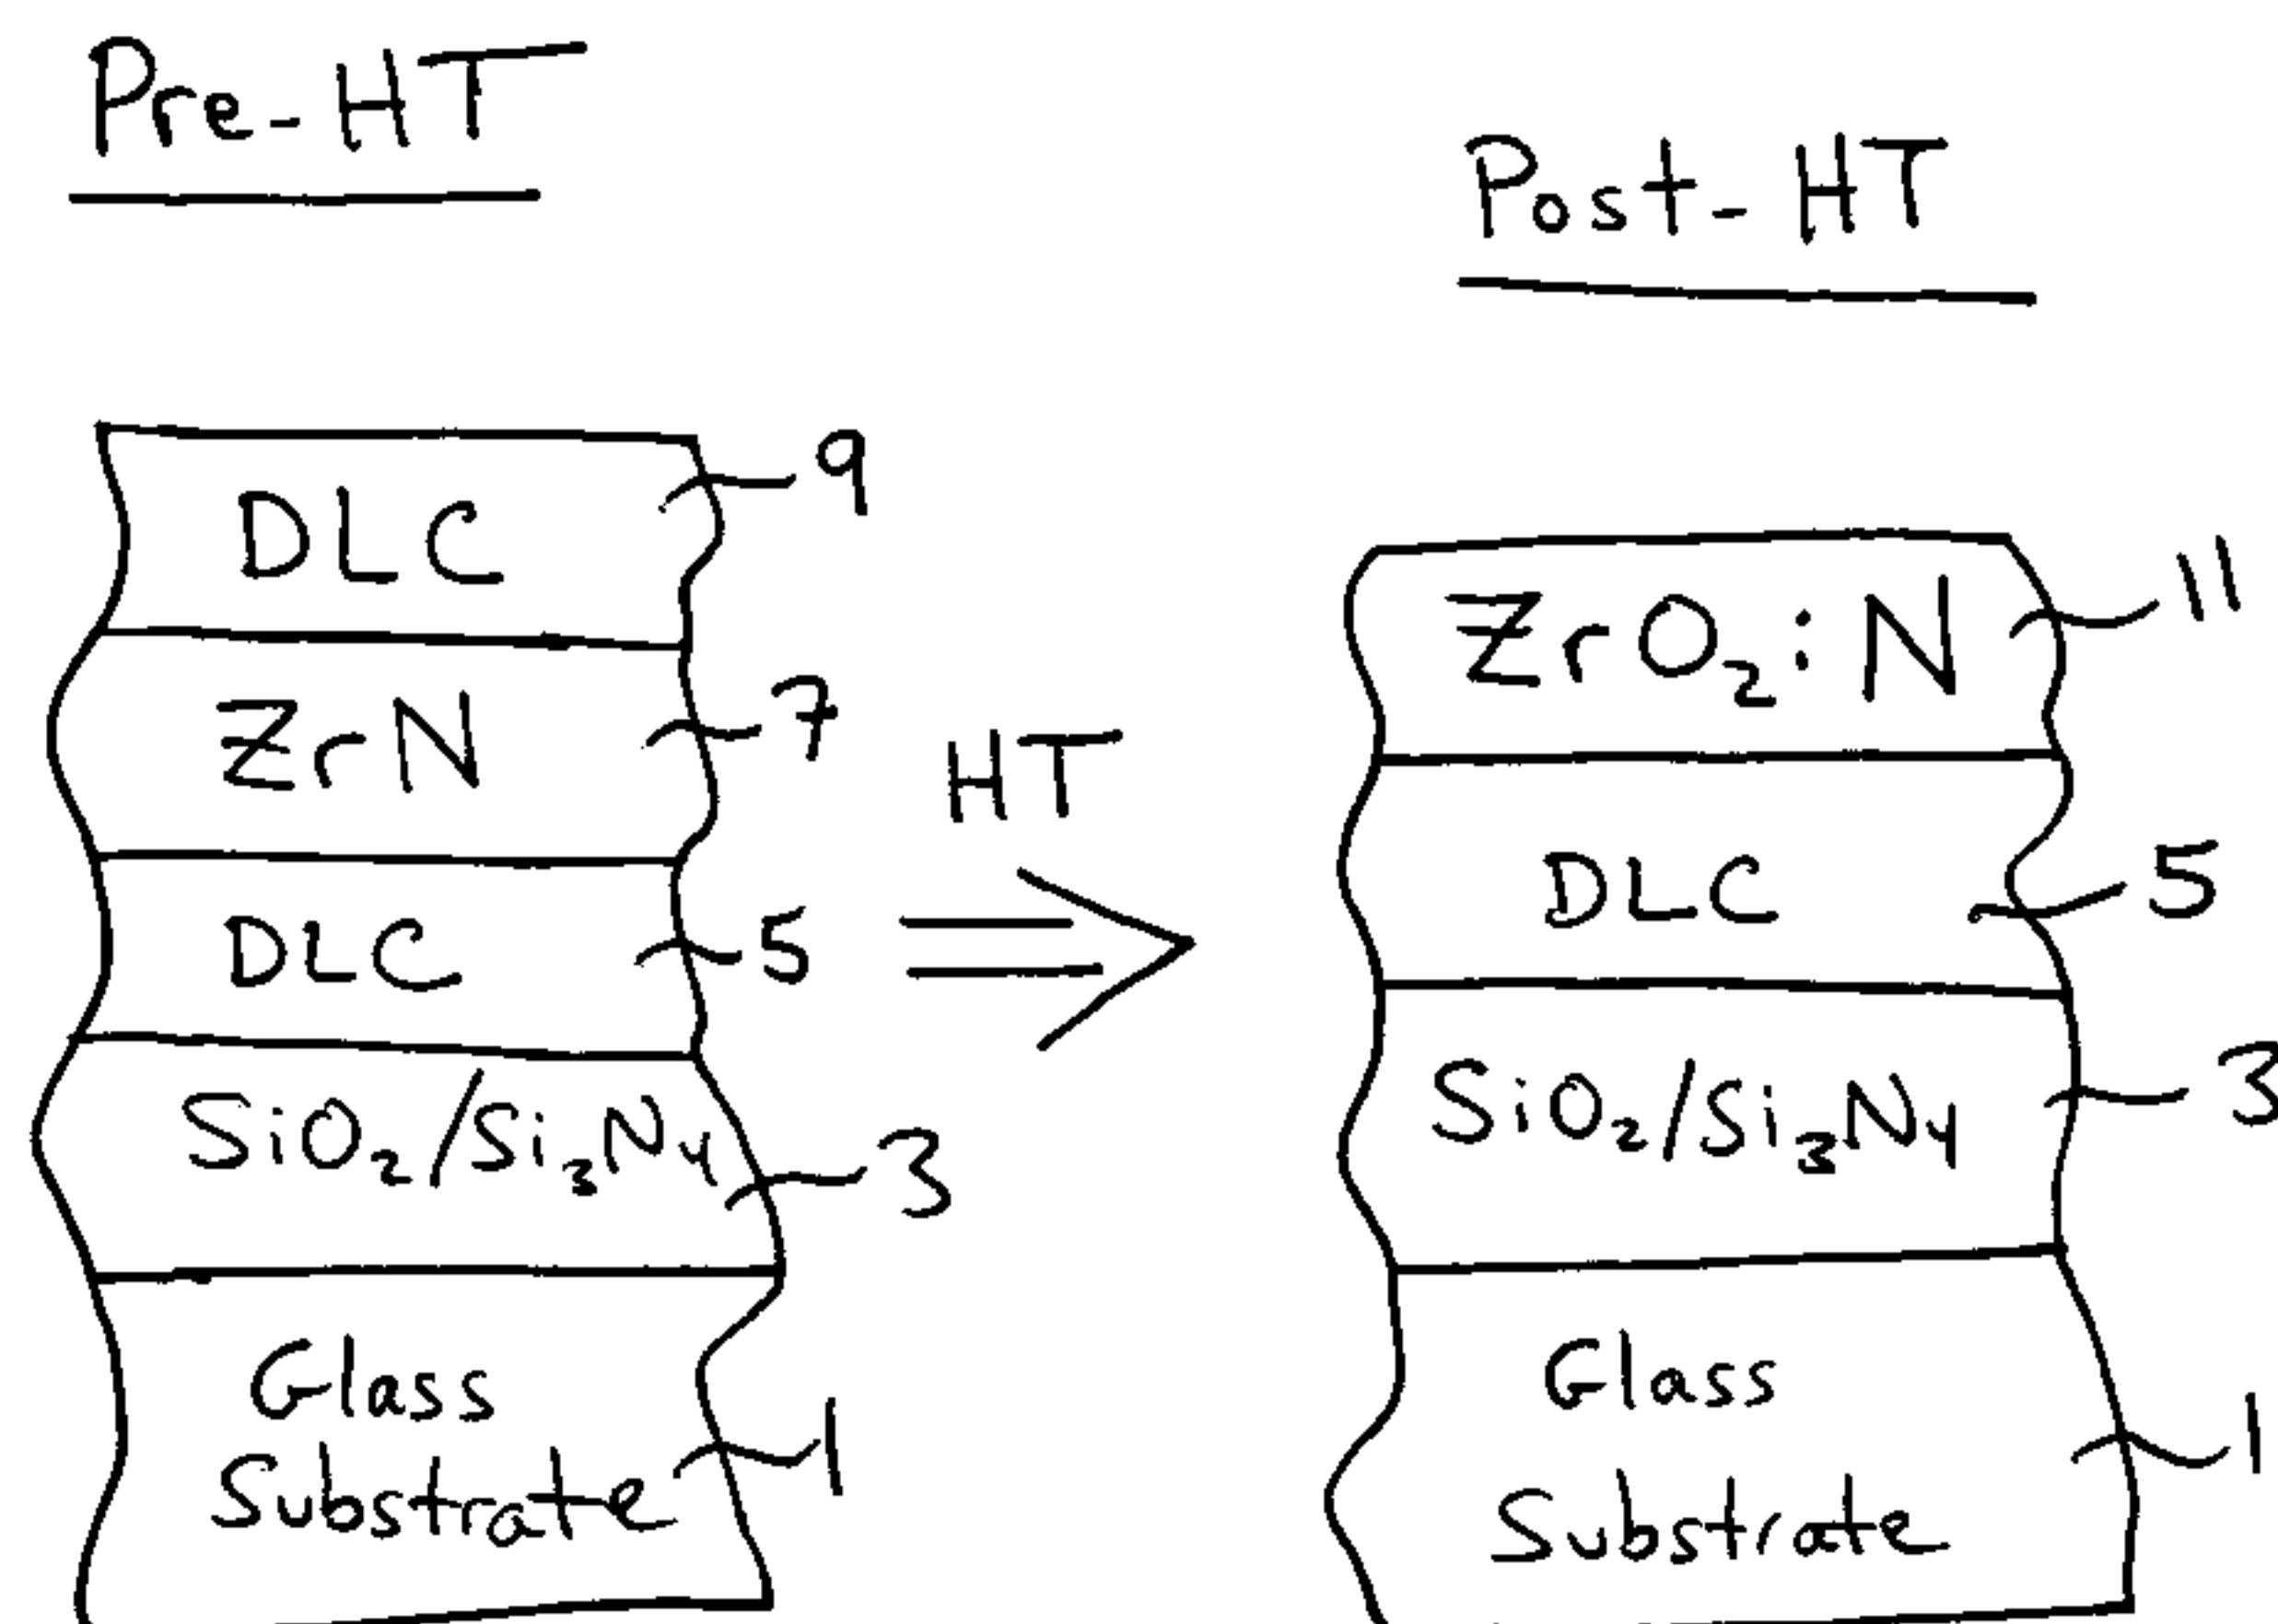 Pre-HT
DLC
9
ZrN
7
DLC
5
SiO₂/Si₃N₄
3
Glass
Substrate
1
HT
Post-HT
ZrO₂:N
11
DLC
5
SiO₂/Si₃N₄
3
Glass
Substrate
1